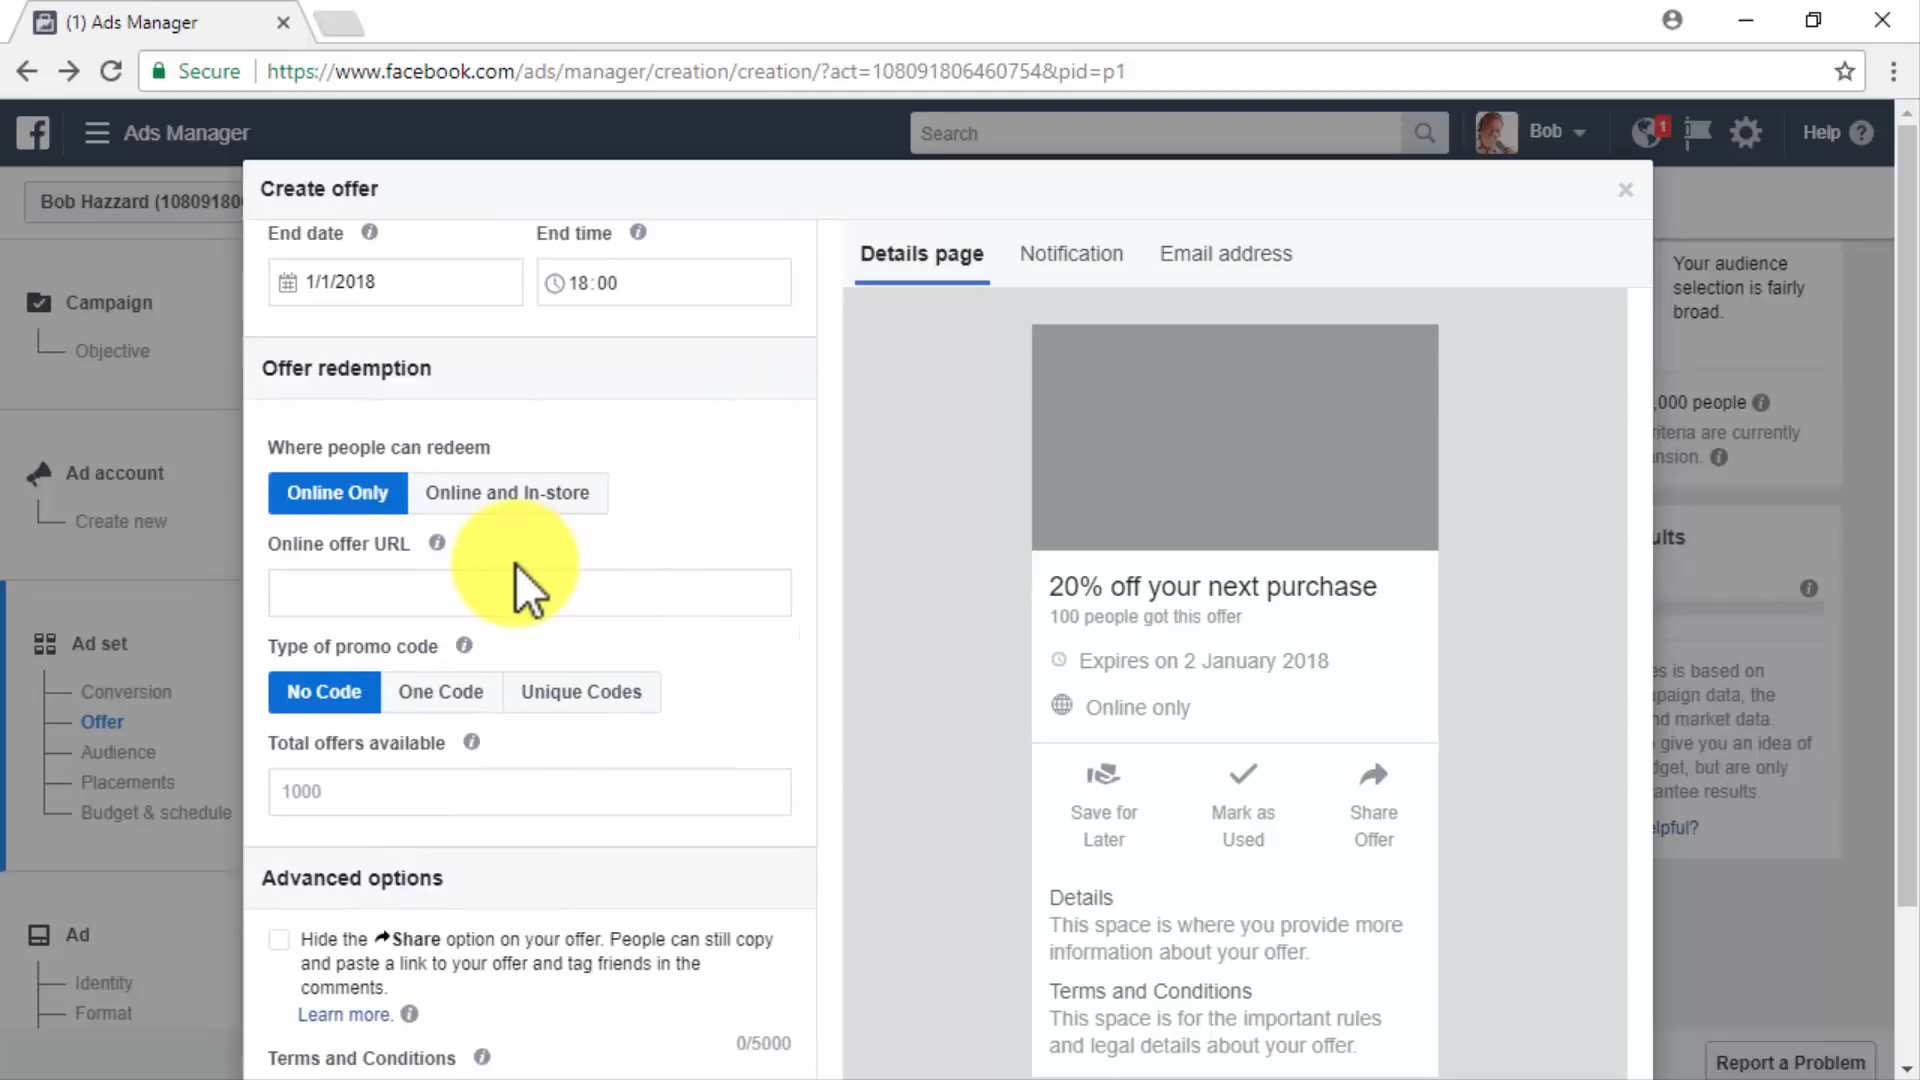 (1) Ads Manager
Secure
https://www.facebook.com/ads/manager/creation/creation/?act=108091806460754&pid=p1
Ads Manager
Search
Bob
1
Help
Bob Hazzard (10809180
Campaign
Objective
Ad account
Create new
Ad set
Conversion
Offer
Audience
Placements
Budget & schedule
Ad
Identity
Format
Create offer
End date
End time
1/1/2018
18:00
Offer redemption
Where people can redeem
Online Only
Online and In-store
Online offer URL
Type of promo code
No Code
One Code
Unique Codes
Total offers available
1000
Advanced options
Hide the Share option on your offer. People can still copy
and paste a link to your offer and tag friends in the
comments.
Learn more.
0/5000
Terms and Conditions
Details page
Notification
Email address
20% off your next purchase
100 people got this offer
Expires on 2 January 2018
Online only
Save for
Later
Mark as
Used
Share
Offer
Details
This space is where you provide more
information about your offer.
Terms and Conditions
This space is for the important rules
and legal details about your offer.
Your audience
selection is fairly
broad.
,000 people
are currently
is based on
data, the
market data.
give you an idea of
but are only
results.
Report a Problem